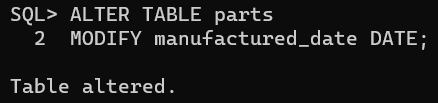 SQL> ALTER TABLE parts
  2  MODIFY manufactured_date DATE;
Table altered.